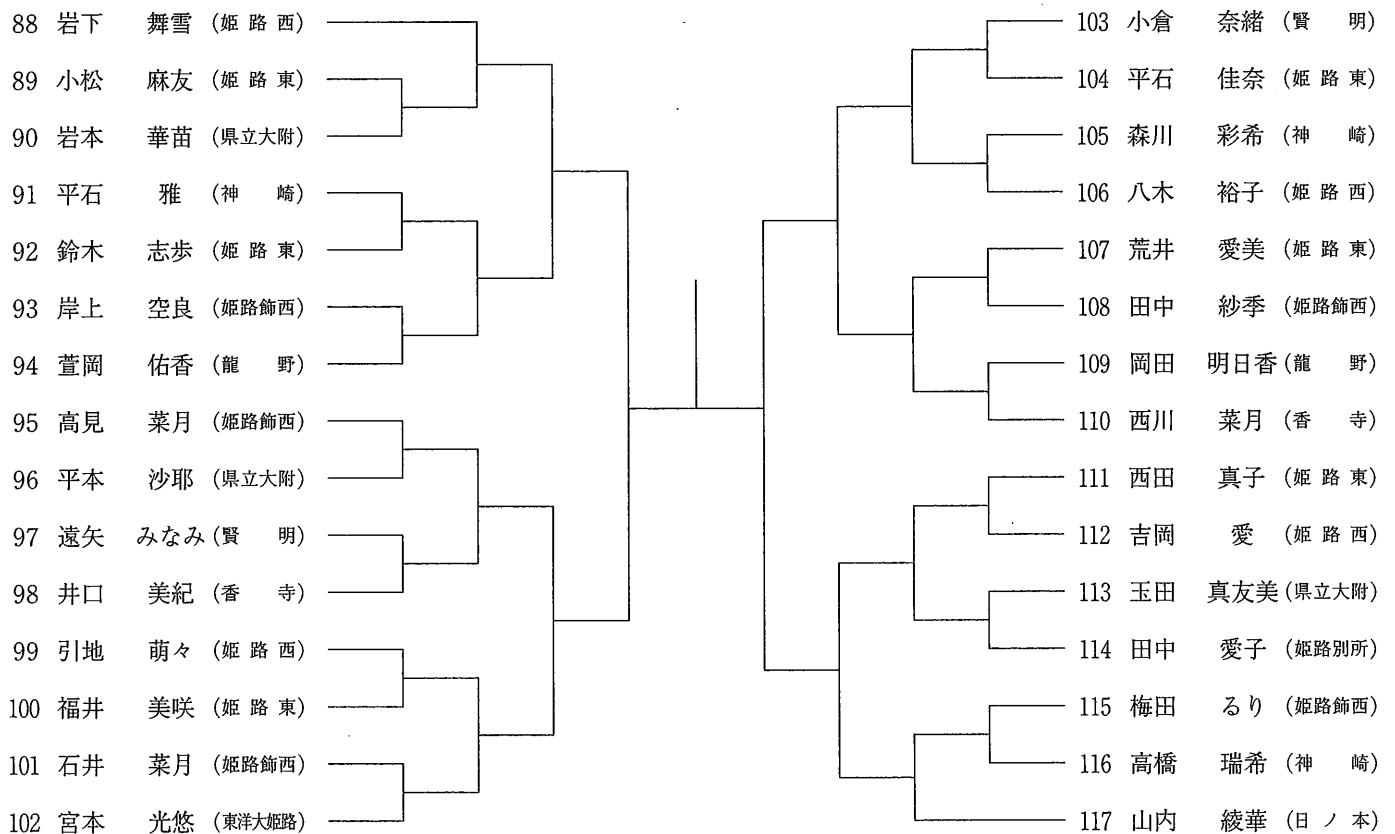 88 岩下 舞雪 (姫路西)
89 小松 麻友 (姫路東)
90 岩本 華苗 (県立大附)
91 平石 雅 (神崎)
92 鈴木 志歩 (姫路東)
93 岸上 空良 (姫路飾西)
94 萱岡 佑香 (龍野)
95 高見 菜月 (姫路飾西)
96 平本 沙耶 (県立大附)
97 遠矢 みなみ (賢明)
98 井口 美紀 (香寺)
99 引地 萌々 (姫路西)
100 福井 美咲 (姫路東)
101 石井 菜月 (姫路飾西)
102 宮本 光悠 (東洋大姫路)
103 小倉 奈緒 (賢明)
104 平石 佳奈 (姫路東)
105 森川 彩希 (神崎)
106 八木 裕子 (姫路西)
107 荒井 愛美 (姫路東)
108 田中 紗季 (姫路飾西)
109 岡田 明日香 (龍野)
110 西川 菜月 (香寺)
111 西田 真子 (姫路東)
112 吉岡 愛 (姫路西)
113 玉田 真友美 (県立大附)
114 田中 愛子 (姫路別所)
115 梅田 るり (姫路飾西)
116 高橋 瑞希 (神崎)
117 山内 綾華 (日ノ本)